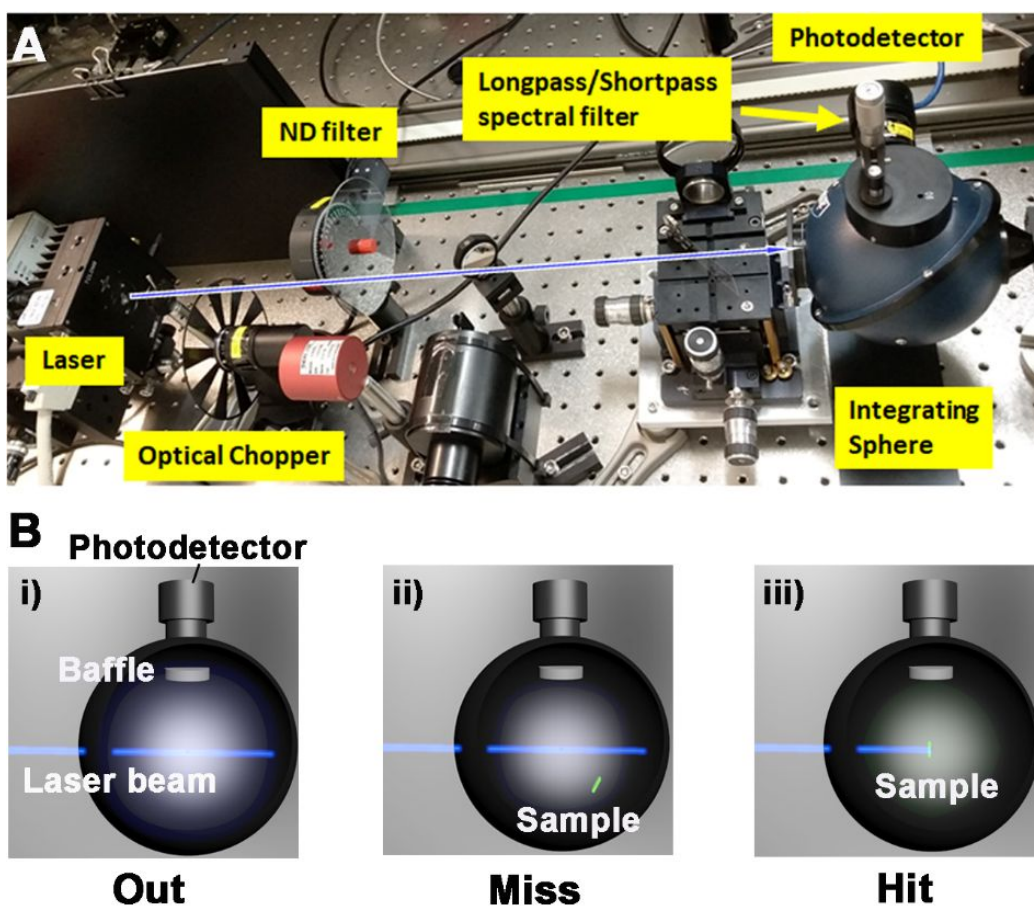 A
Photodetector
Longpass/Shortpass
spectral filter
ND filter
Laser
Optical Chopper
Integrating
Sphere
B
Photodetector
i)
Baffle
Laser beam
Out
ii)
Sample
Miss
iii)
Sample
Hit